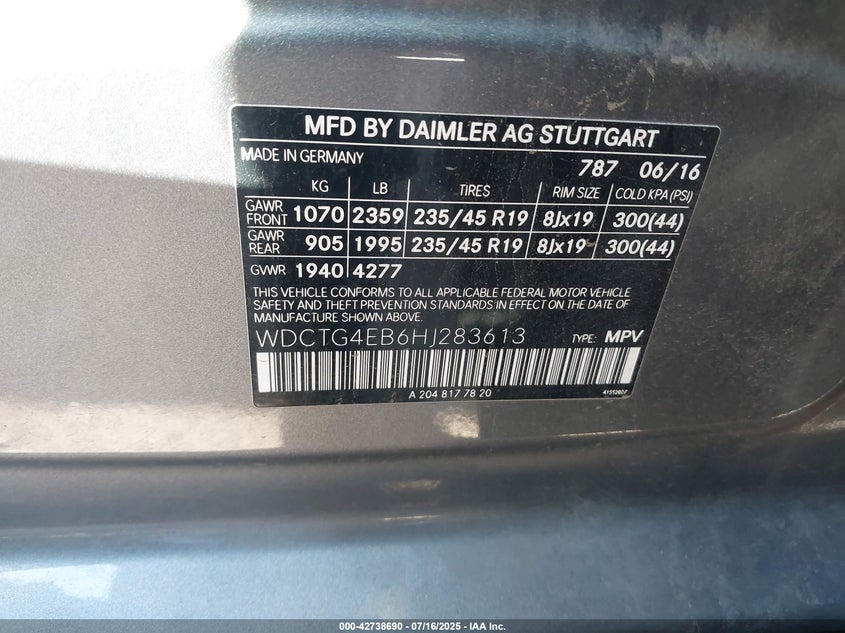 MFD BY DAIMLER AG STUTTGART
MADE IN GERMANY 787 06/16
KG LB TIRES RIM SIZE COLD KPA (PSI)
GAWR FRONT 1070 2359 235/45 R19 8Jx19 300(44)
GAWR REAR 905 1995 235/45 R19 8Jx19 300(44)
GVWR 1940 4277
THIS VEHICLE CONFORMS TO ALL APPLICABLE FEDERAL MOTOR VEHICLE
SAFETY AND THEFT PREVENTION STANDARDS IN EFFECT ON THE DATE OF
MANUFACTURE SHOWN ABOVE.
WDCTG4EB6HJ283613 TYPE: MPV
A 204 817 78 20
000-42738690 - 07/16/2025 - IAA Inc.